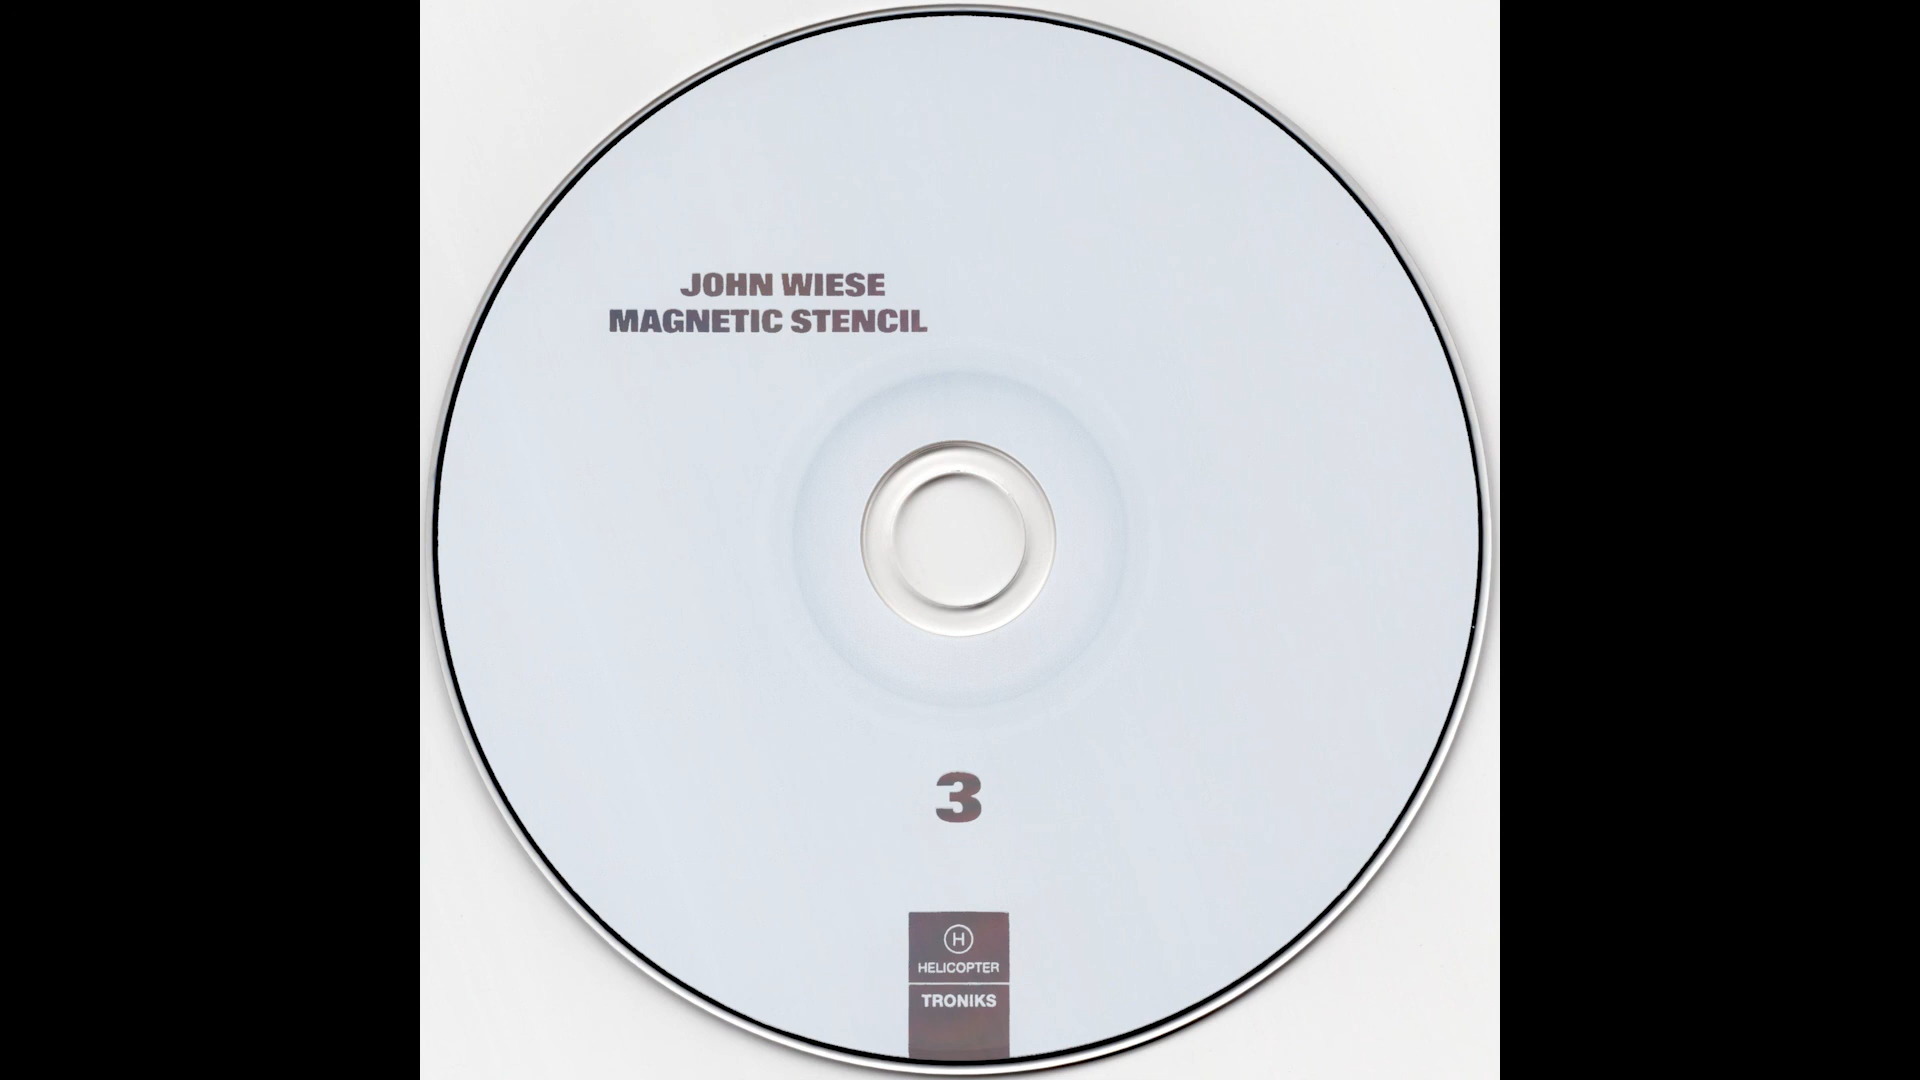 JOHN WIESE
MAGNETIC STENCIL
3
H
HELICOPTER
TRONIKS